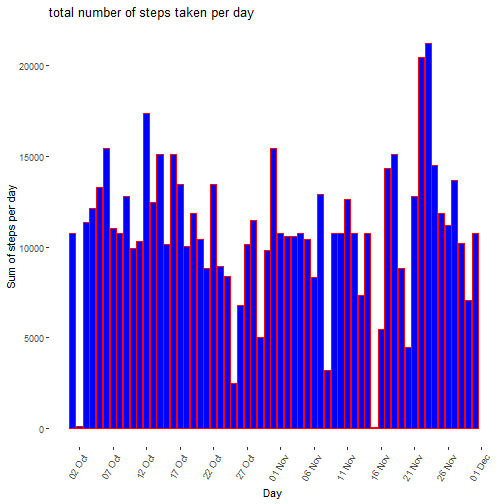 total number of steps taken per day
Sum of steps per day
20000
15000
10000
5000
0
02 Oct
07 Oct
12 Oct
17 Oct
22 Oct
27 Oct
01 Nov
06 Nov
11 Nov
16 Nov
21 Nov
26 Nov
01 Dec
Day